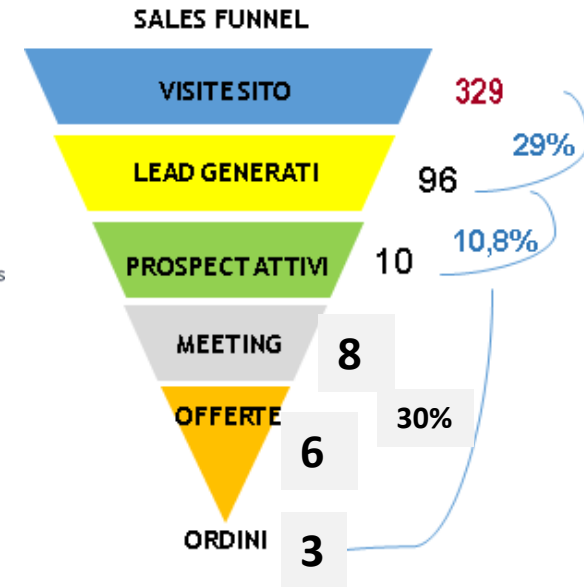 SALES FUNNEL
VISITE SITO
329
29%
LEAD GENERATI
96
10,8%
PROSPECT ATTIVI
10
s
MEETING
8
OFFERTE
30%
6
ORDINI
3